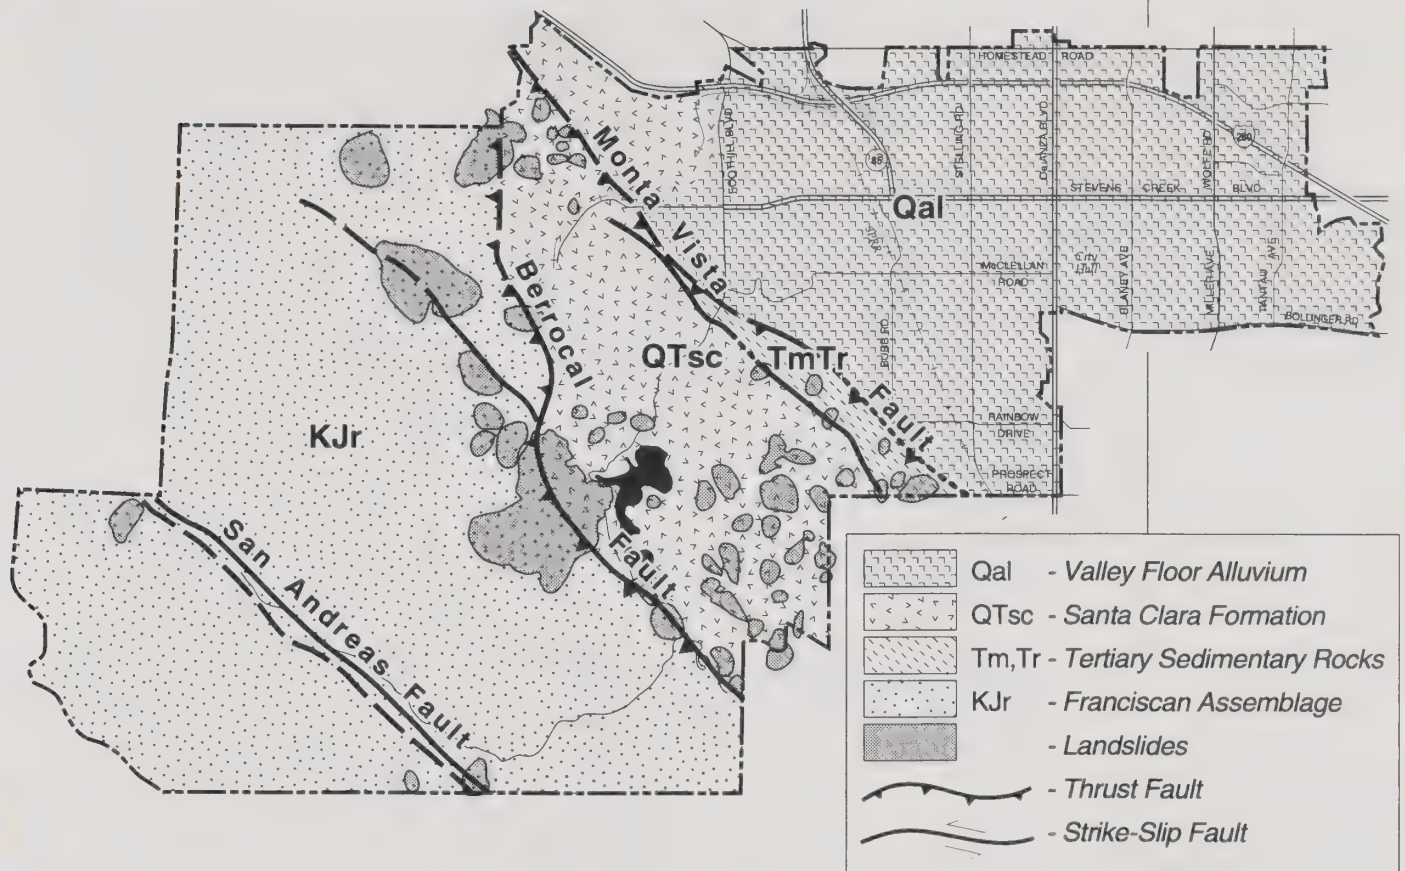 HOMESTEAD ROAD
FOOTHILL BLVD
STELLING RD
DeANZA BLVD
WOLFE RD
280
85
STEVENS CREEK BLVD
Monta Vista Fault
Qal
SPRR
City Hall
McCLELLAN ROAD
BLANEY AVE
MILLER AVE
TANTAU AVE
BOLLINGER RD
BUBB RD
Berrocal Fault
QTsc
TmTr
RAINBOW DRIVE
PROSPECT ROAD
KJr
San Andreas Fault
Qal - Valley Floor Alluvium
QTsc - Santa Clara Formation
Tm,Tr - Tertiary Sedimentary Rocks
KJr - Franciscan Assemblage
- Landslides
- Thrust Fault
- Strike-Slip Fault